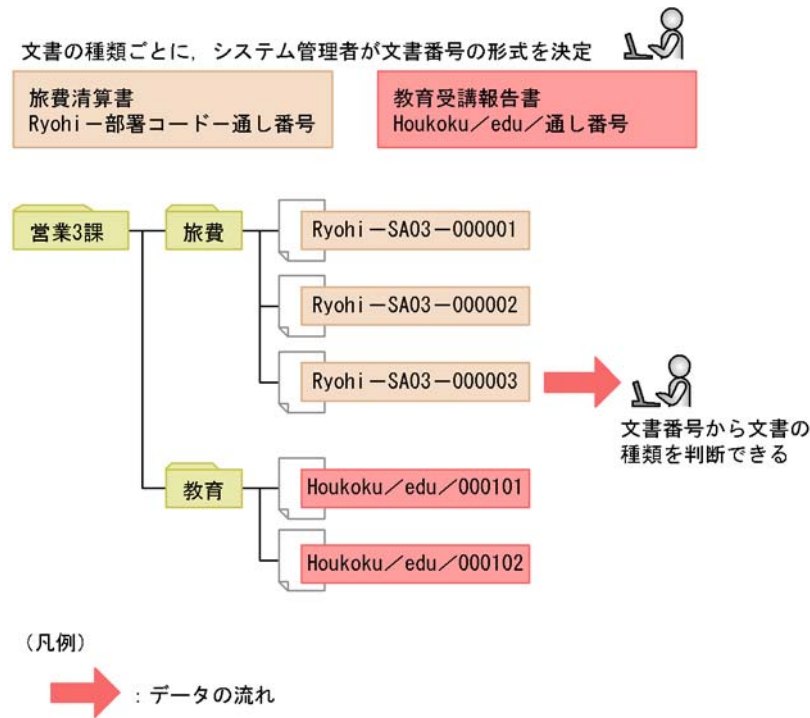 文書の種類ごとに，システム管理者が文書番号の形式を決定
旅費清算書
Ryohi－部署コード－通し番号
教育受講報告書
Houkoku／edu／通し番号
営業3課
旅費
Ryohi－SA03－000001
Ryohi－SA03－000002
Ryohi－SA03－000003
文書番号から文書の
種類を判断できる
教育
Houkoku／edu／000101
Houkoku／edu／000102
（凡例）
：データの流れ